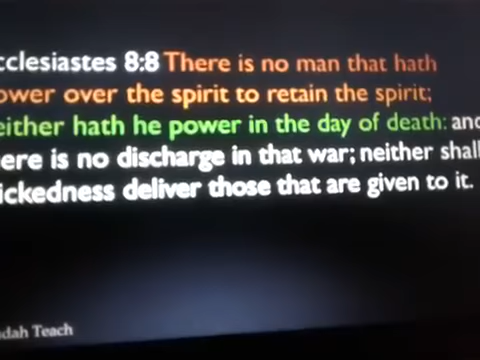 cclesiastes 8:8 There is no man that hath
ower over the spirit to retain the spirit;
either hath he power in the day of death: and
ere is no discharge in that war; neither shall
ickedness deliver those that are given to it.
dah Teach